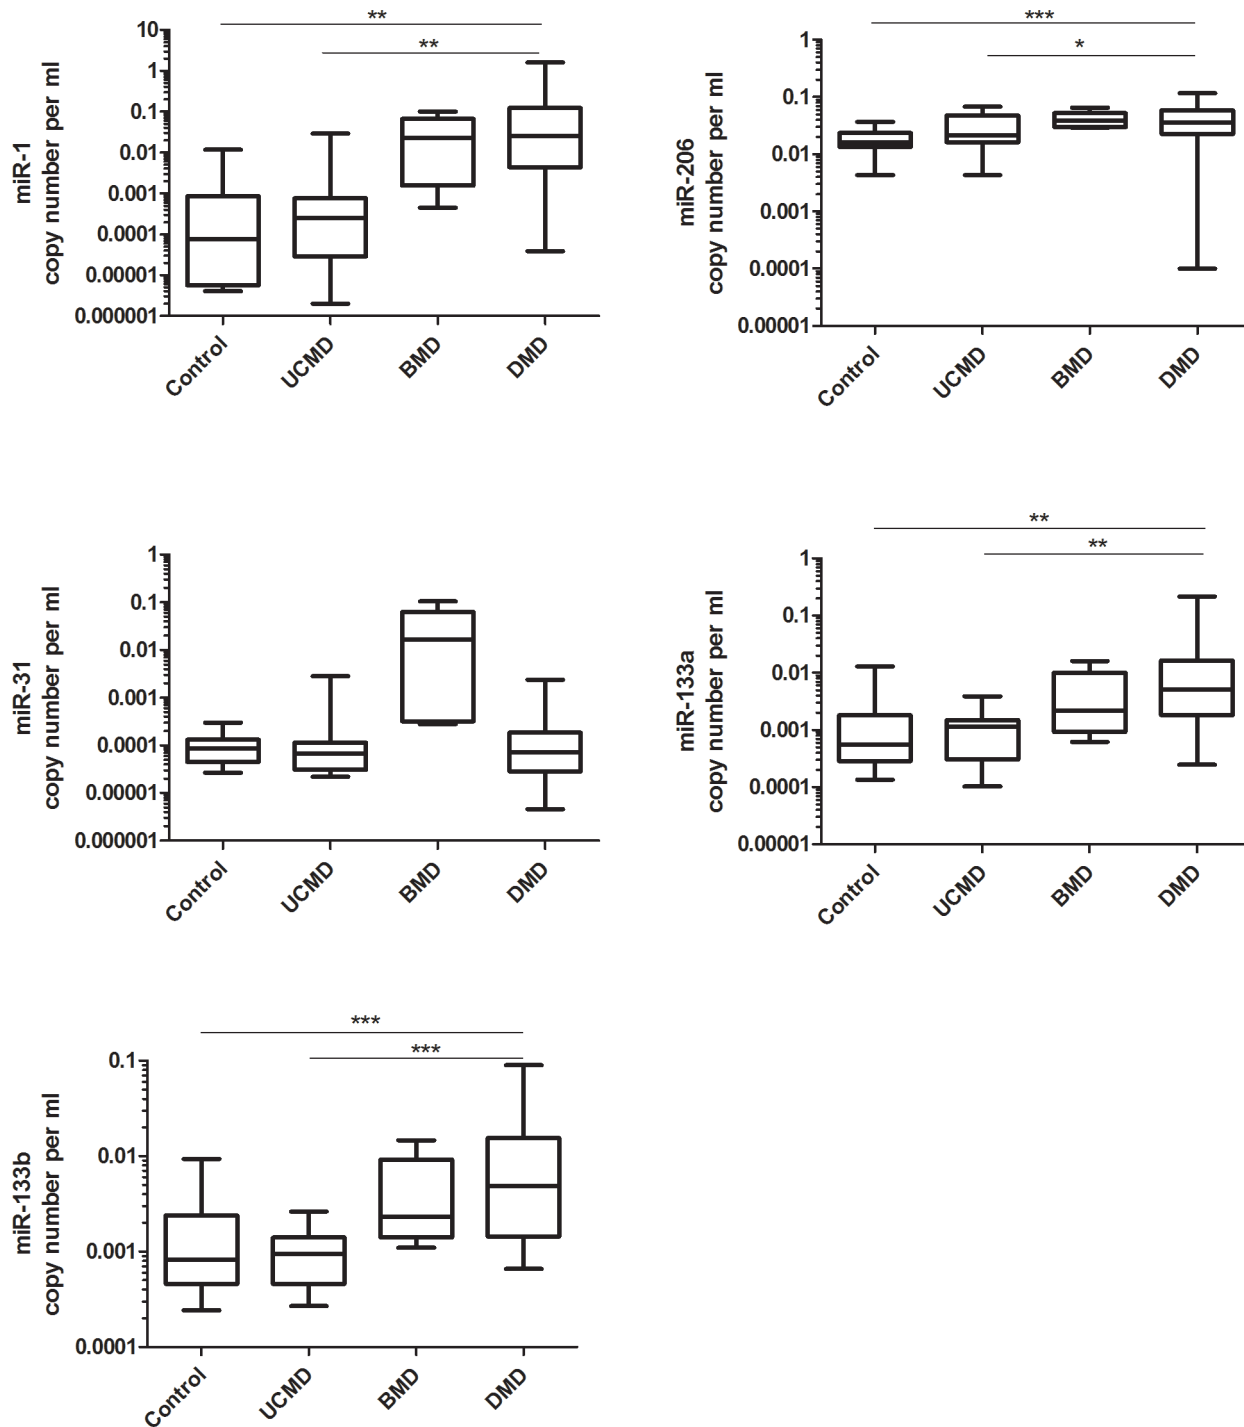 **
**
miR-1
copy number per ml
10
1
0.1
0.01
0.001
0.0001
0.00001
0.000001
Control
UCMD
BMD
DMD
***
*
miR-206
copy number per ml
1
0.1
0.01
0.001
0.0001
0.00001
Control
UCMD
BMD
DMD
miR-31
copy number per ml
1
0.1
0.01
0.001
0.0001
0.00001
0.000001
Control
UCMD
BMD
DMD
**
**
miR-133a
copy number per ml
1
0.1
0.01
0.001
0.0001
0.00001
Control
UCMD
BMD
DMD
***
***
miR-133b
copy number per ml
0.1
0.01
0.001
0.0001
Control
UCMD
BMD
DMD